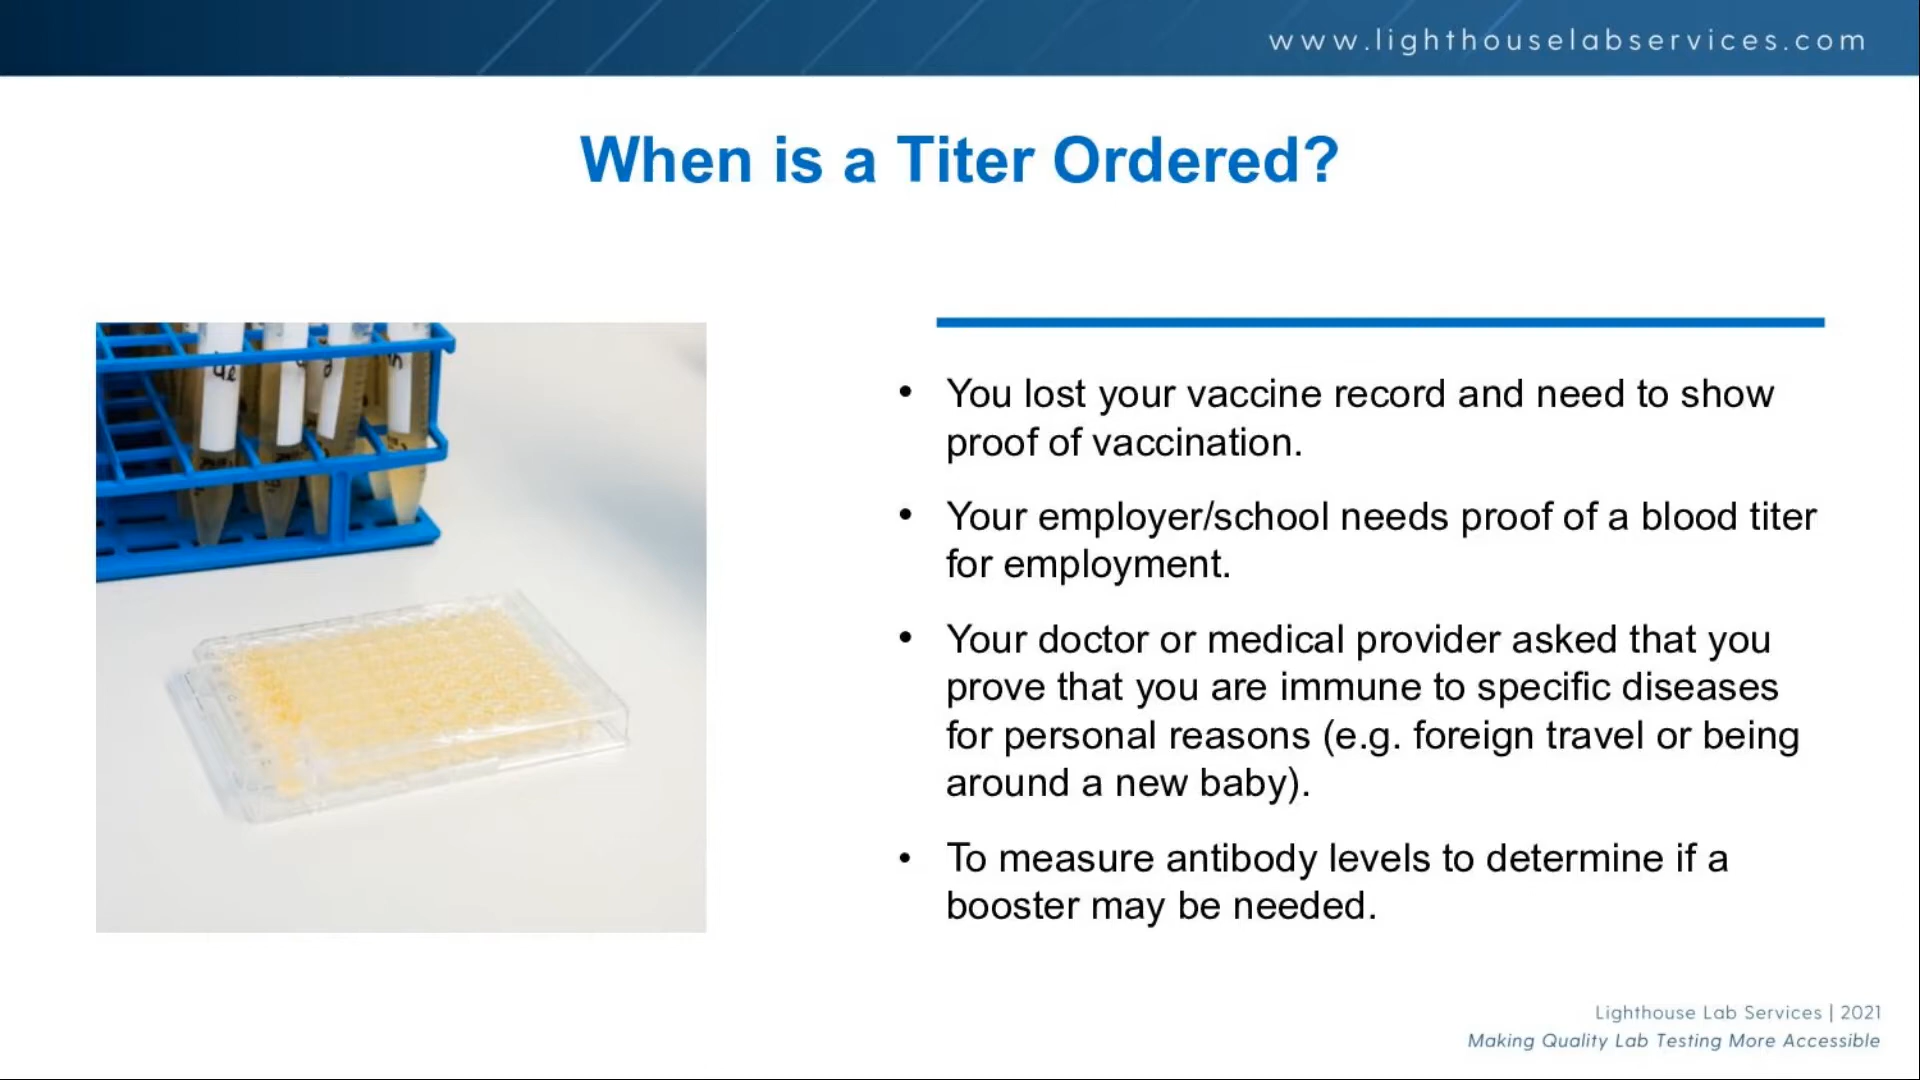 www.lighthouselabservices.com
When is a Titer Ordered?
• You lost your vaccine record and need to show
proof of vaccination.
• Your employer/school needs proof of a blood titer
for employment.
• Your doctor or medical provider asked that you
prove that you are immune to specific diseases
for personal reasons (e.g. foreign travel or being
around a new baby).
• To measure antibody levels to determine if a
booster may be needed.
Lighthouse Lab Services | 2021
Making Quality Lab Testing More Accessible